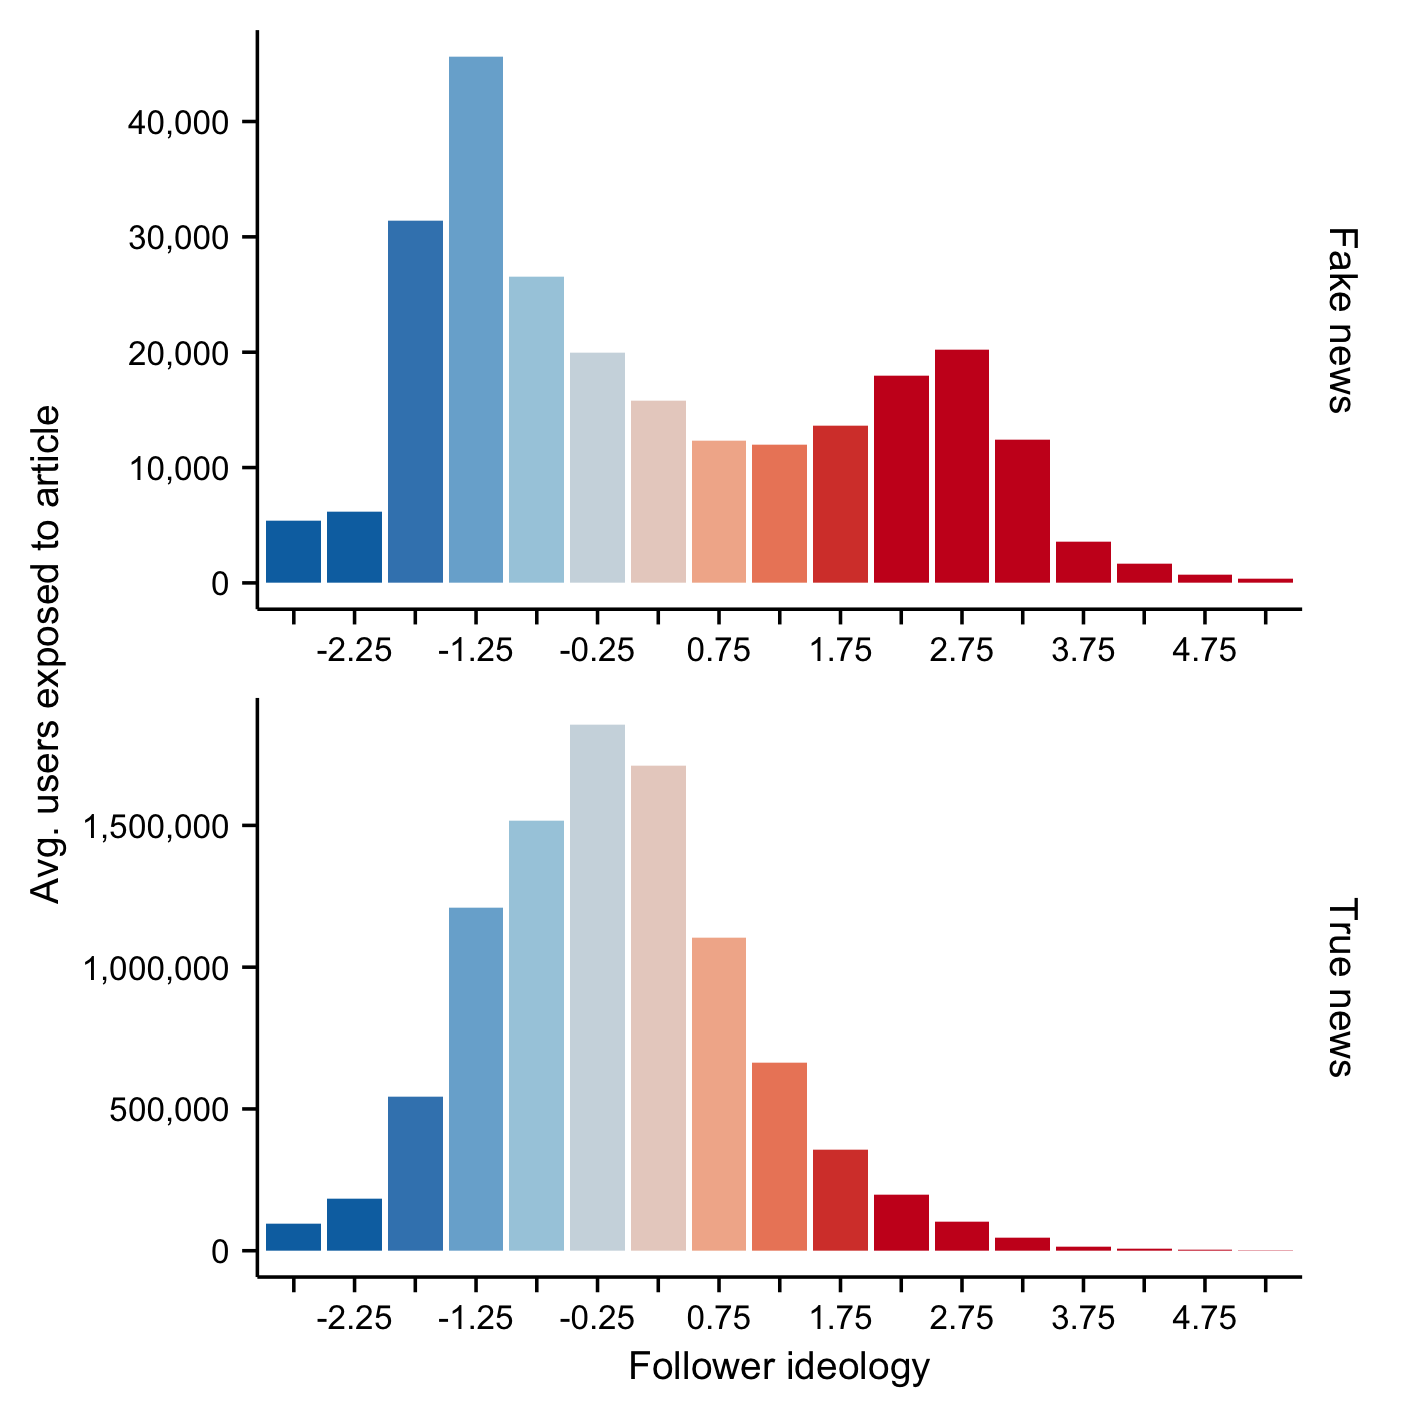 Avg. users exposed to article
40,000
30,000
20,000
10,000
0
-2.25 -1.25 -0.25 0.75 1.75 2.75 3.75 4.75
Fake news
1,500,000
1,000,000
500,000
0
-2.25 -1.25 -0.25 0.75 1.75 2.75 3.75 4.75
True news
Follower ideology